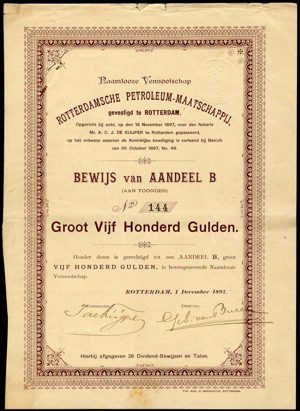 Naamlooze Vennootschap
ROTTERDAMSCHE PETROLEUM-MAATSCHAPPIJ,
gevestigd te ROTTERDAM.
Opgericht bij acte, op den 15 November 1897, voor den Notaris
Mr. A. C. J. DE KUIJPER te Rotterdam gepasseerd,
op het ontwerp waarvan de Koninklijke bewilliging is verleend bij Besluit
van 20 October 1897, No. 49.
BEWIJS van AANDEEL B
(AAN TOONDER)
No. 144
Groot Vijf Honderd Gulden.
Houder dezes is gerechtigd tot een AANDEEL B, groot
VIJF HONDERD GULDEN, in bovengenoemde Naamlooze
Vennootschap.
ROTTERDAM, 1 December 1897.
Hierbij afgegeven 25 Dividend-Bewijzen en Talon.